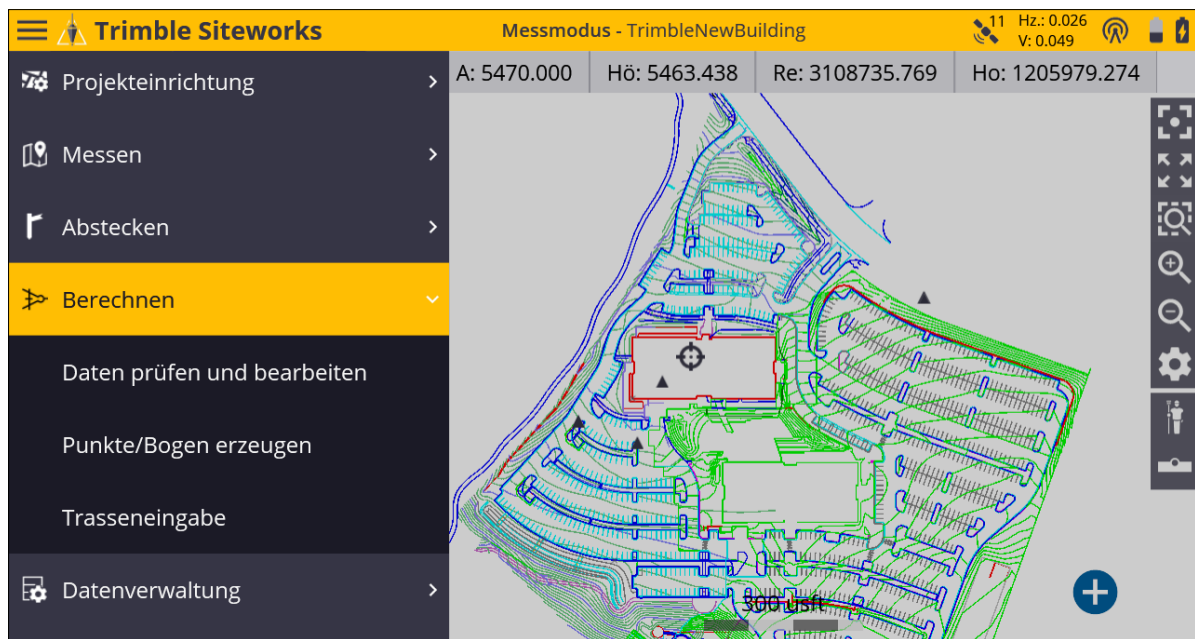 Trimble Siteworks
Messmodus - TrimbleNewBuilding
11
Hz.: 0.026
V: 0.049
Projekteinrichtung
A: 5470.000
Hö: 5463.438
Re: 3108735.769
Ho: 1205979.274
Messen
Abstecken
Berechnen
Daten prüfen und bearbeiten
Punkte/Bogen erzeugen
Trasseneingabe
Datenverwaltung
300 usft